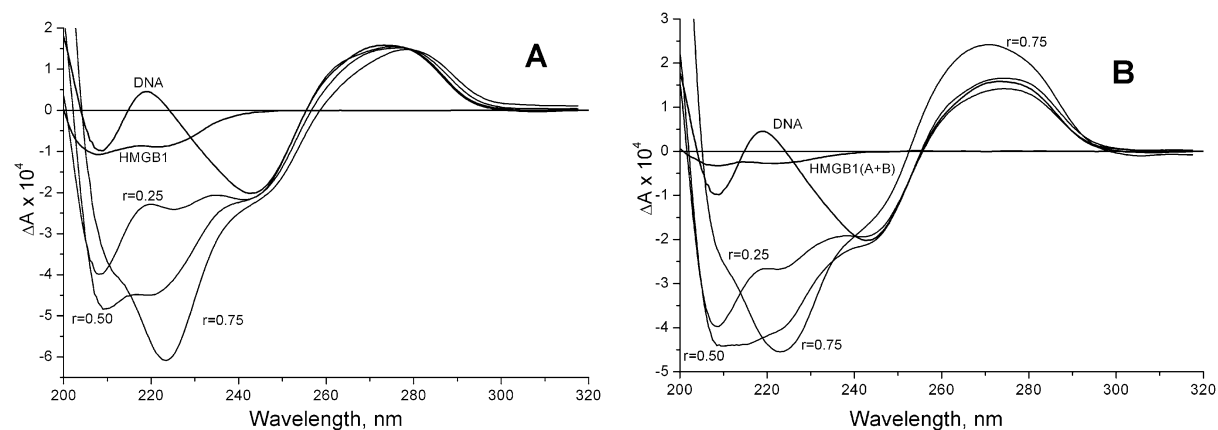 A
2
1
0
-1
-2
-3
-4
-5
-6
ΔA x 10⁴
DNA
HMGB1
r=0.25
r=0.50
r=0.75
200 220 240 260 280 300 320
Wavelength, nm
B
3
2
1
0
-1
-2
-3
-4
-5
ΔA x 10⁴
r=0.75
DNA
HMGB1(A+B)
r=0.25
r=0.50
r=0.75
200 220 240 260 280 300 320
Wavelength, nm